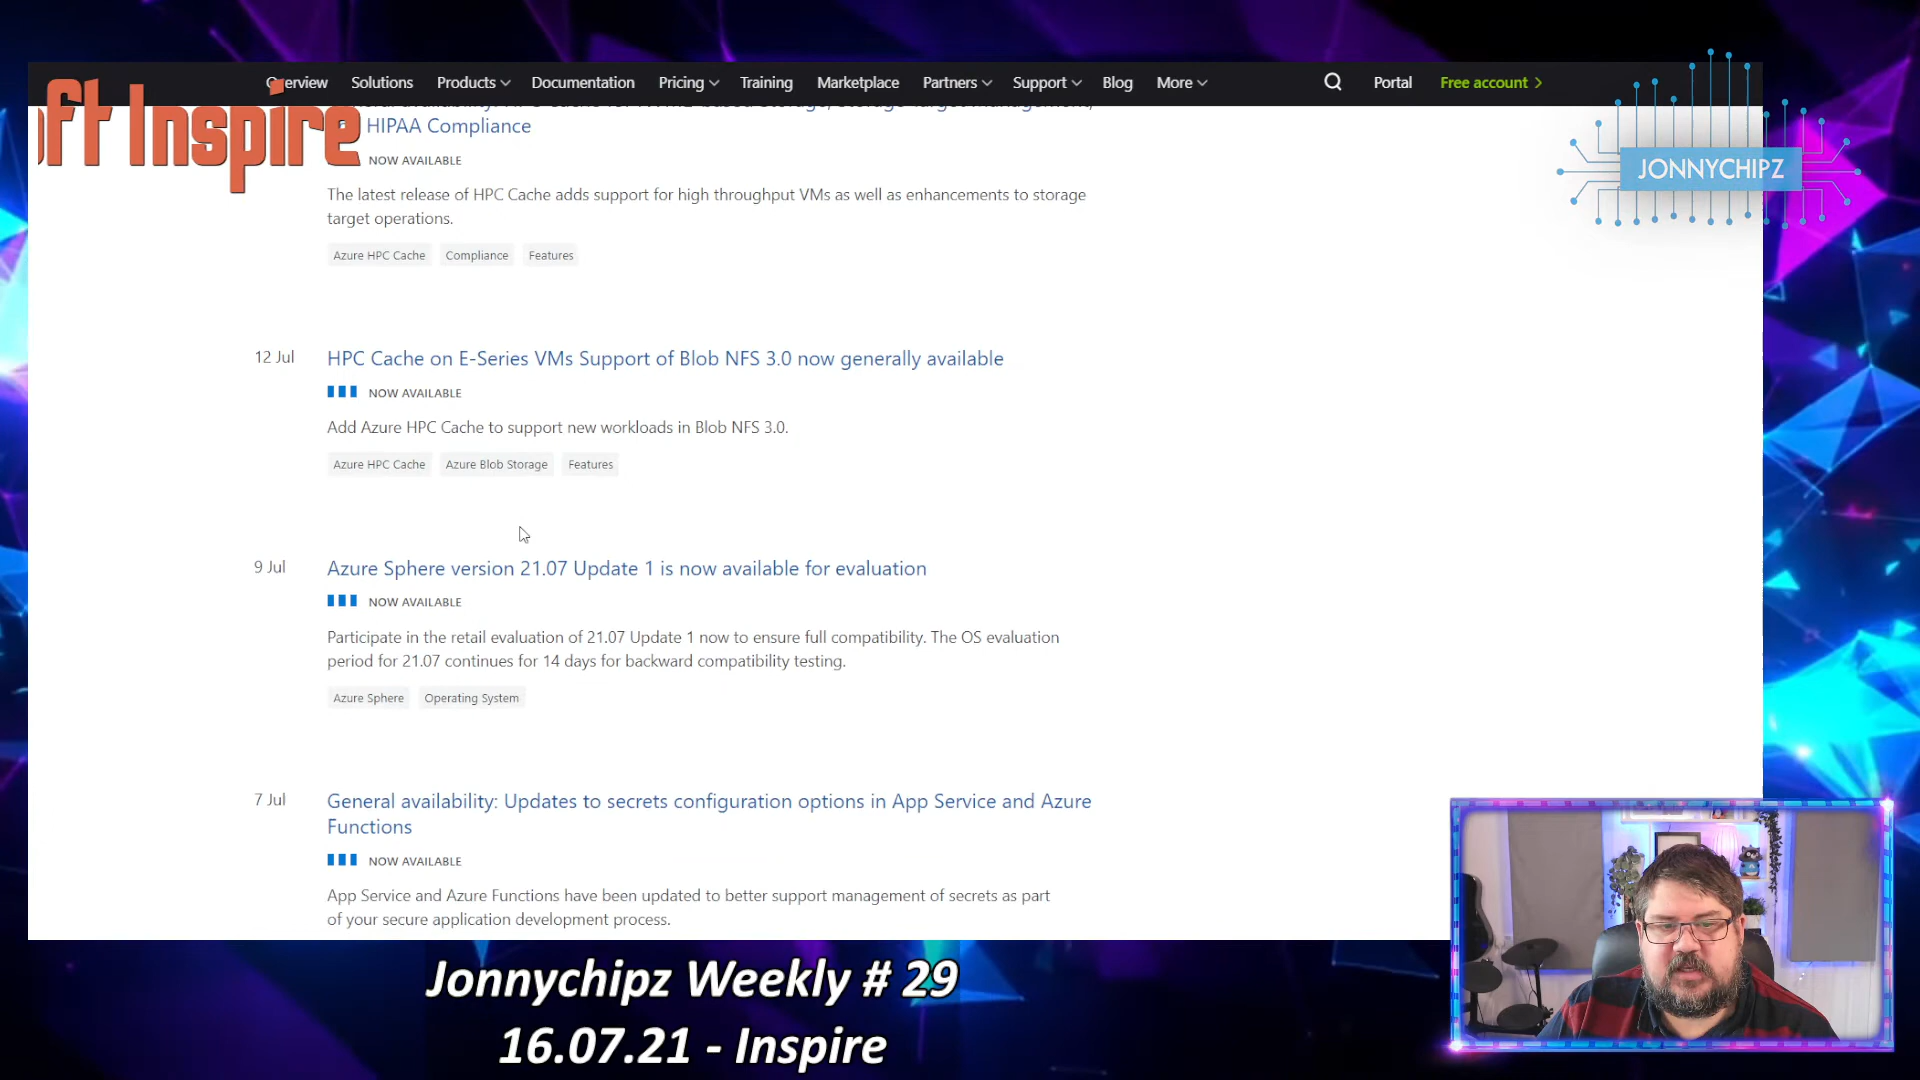 Overview Solutions Products Documentation Pricing Training Marketplace Partners Support Blog More Portal Free account
oft Inspire
HIPAA Compliance
NOW AVAILABLE
The latest release of HPC Cache adds support for high throughput VMs as well as enhancements to storage
target operations.
Azure HPC Cache Compliance Features
JONNYCHIPZ
12 Jul HPC Cache on E-Series VMs Support of Blob NFS 3.0 now generally available
NOW AVAILABLE
Add Azure HPC Cache to support new workloads in Blob NFS 3.0.
Azure HPC Cache Azure Blob Storage Features
9 Jul Azure Sphere version 21.07 Update 1 is now available for evaluation
NOW AVAILABLE
Participate in the retail evaluation of 21.07 Update 1 now to ensure full compatibility. The OS evaluation
period for 21.07 continues for 14 days for backward compatibility testing.
Azure Sphere Operating System
7 Jul General availability: Updates to secrets configuration options in App Service and Azure
Functions
NOW AVAILABLE
App Service and Azure Functions have been updated to better support management of secrets as part
of your secure application development process.
Jonnychipz Weekly # 29
16.07.21 - Inspire